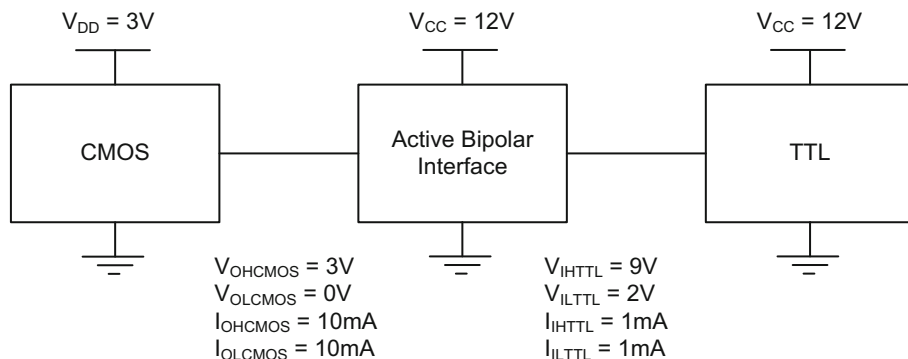 V_DD = 3V
V_CC = 12V
V_CC = 12V
CMOS
Active Bipolar
Interface
TTL
V_OHCMOS = 3V
V_OLCMOS = 0V
I_OHCMOS = 10mA
I_OLCMOS = 10mA
V_IHTTL = 9V
V_ILTTL = 2V
I_IHTTL = 1mA
I_ILTTL = 1mA